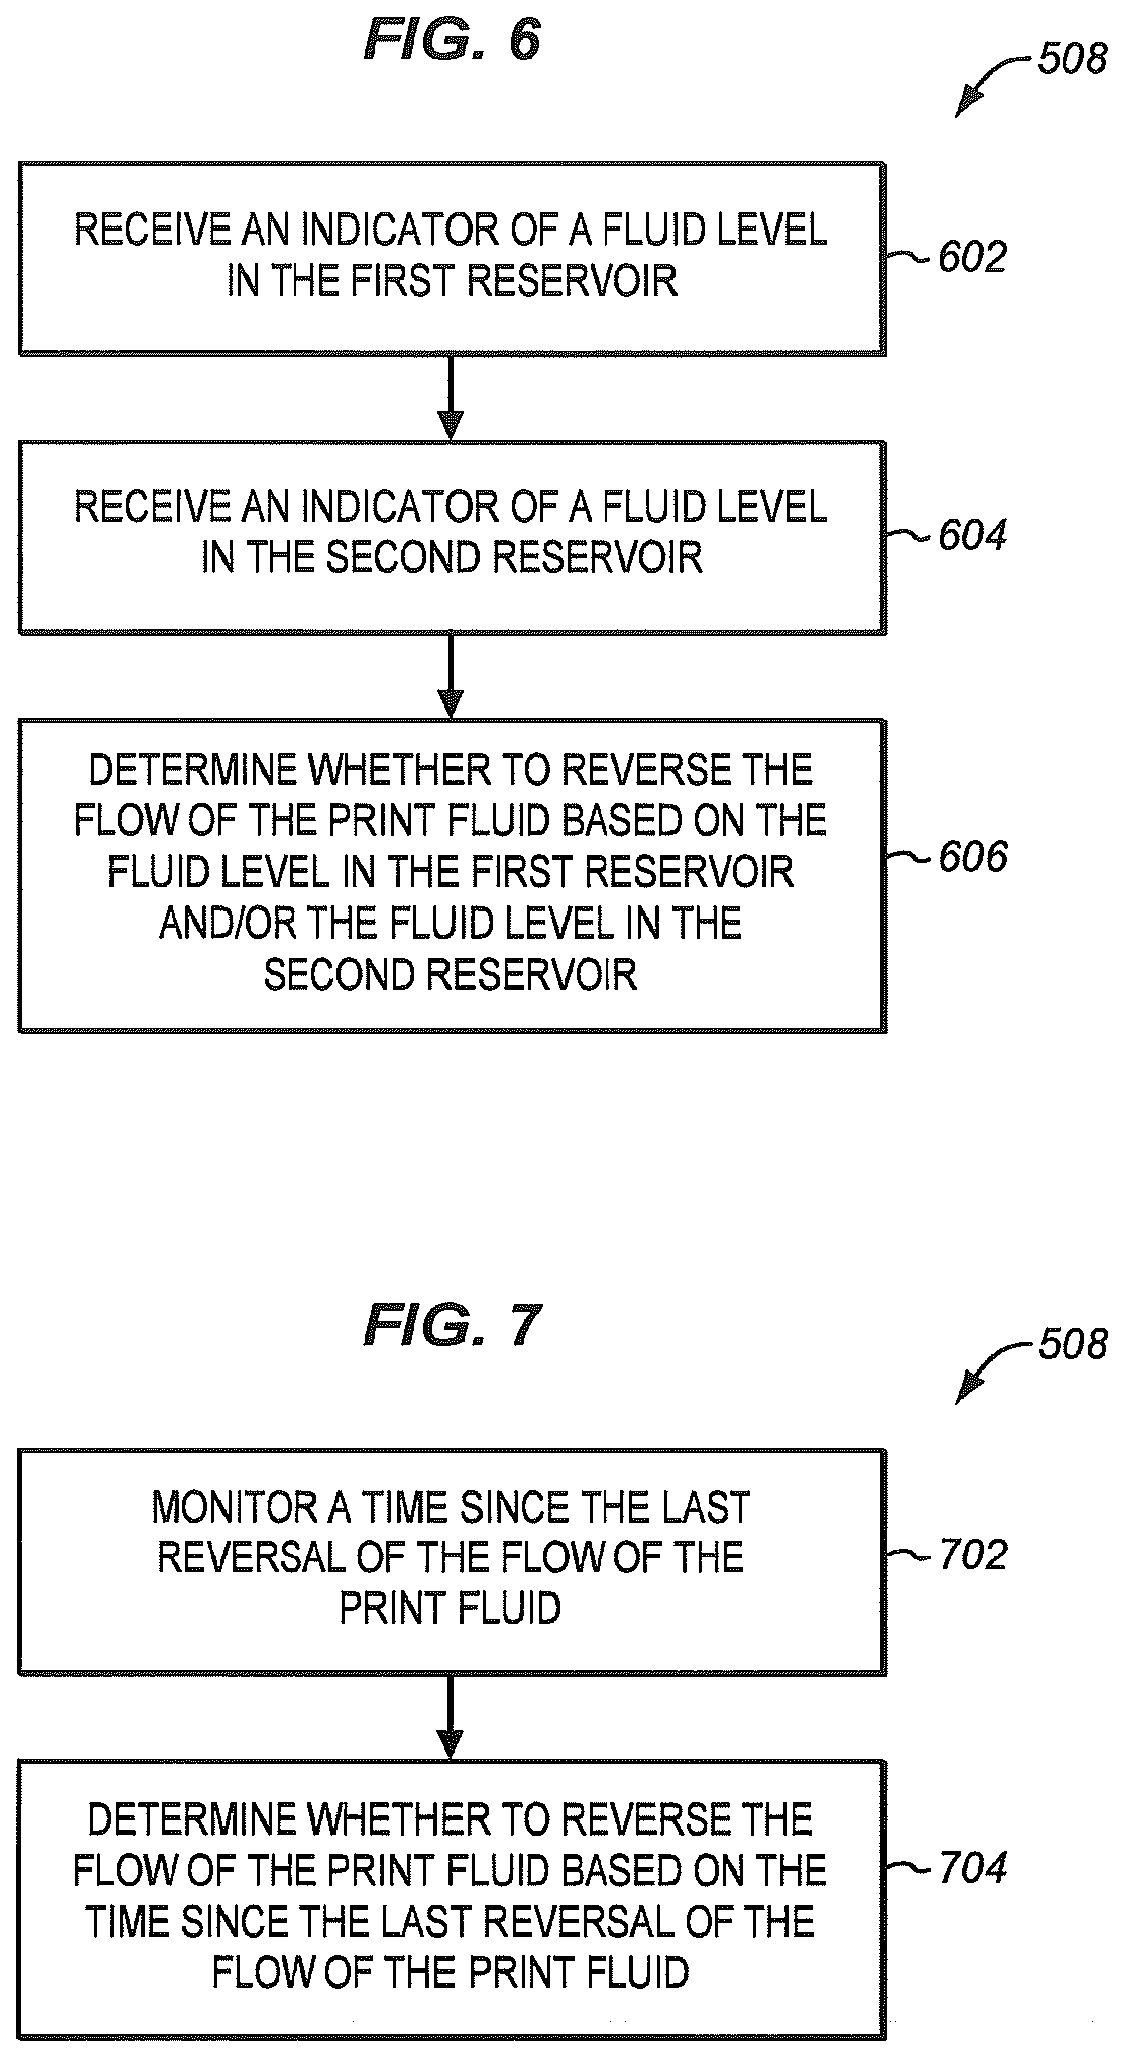 FIG. 6
508
RECEIVE AN INDICATOR OF A FLUID LEVEL
IN THE FIRST RESERVOIR
602
RECEIVE AN INDICATOR OF A FLUID LEVEL
IN THE SECOND RESERVOIR
604
DETERMINE WHETHER TO REVERSE THE
FLOW OF THE PRINT FLUID BASED ON THE
FLUID LEVEL IN THE FIRST RESERVOIR
AND/OR THE FLUID LEVEL IN THE
SECOND RESERVOIR
606
FIG. 7
508
MONITOR A TIME SINCE THE LAST
REVERSAL OF THE FLOW OF THE
PRINT FLUID
702
DETERMINE WHETHER TO REVERSE THE
FLOW OF THE PRINT FLUID BASED ON THE
TIME SINCE THE LAST REVERSAL OF THE
FLOW OF THE PRINT FLUID
704